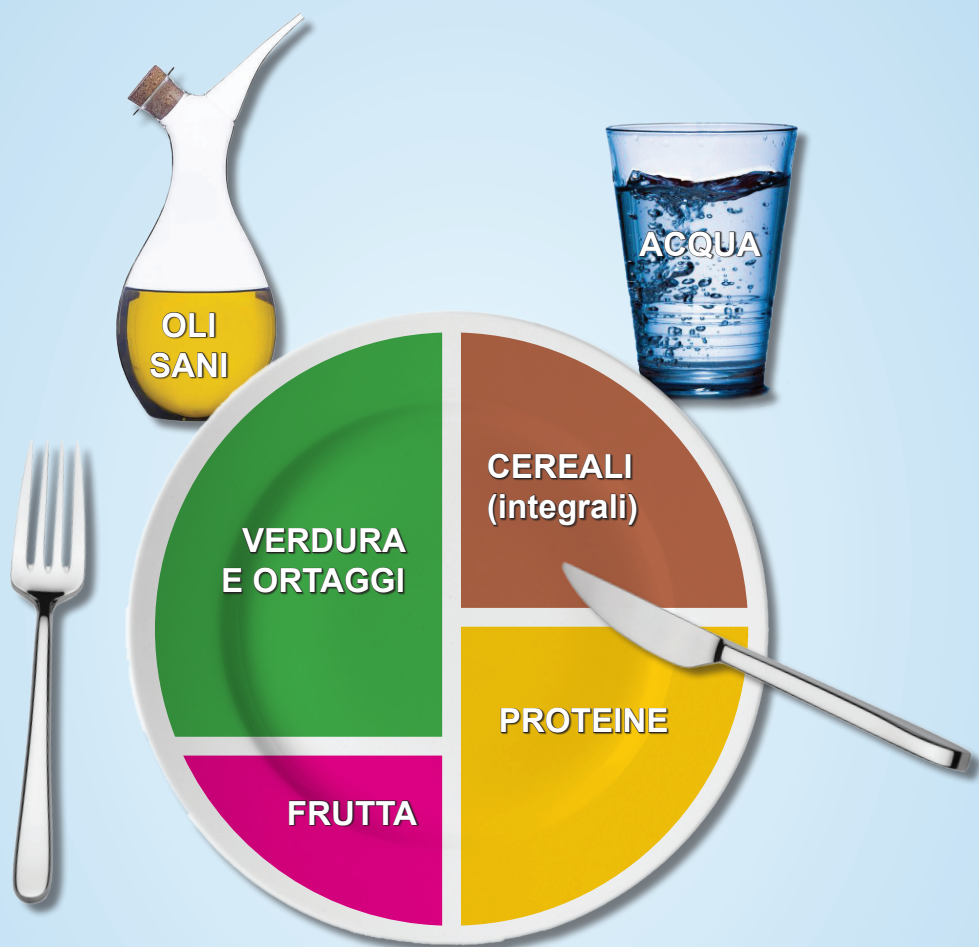 OLI
SANI
ACQUA
VERDURA
E ORTAGGI
CEREALI
(integrali)
PROTEINE
FRUTTA